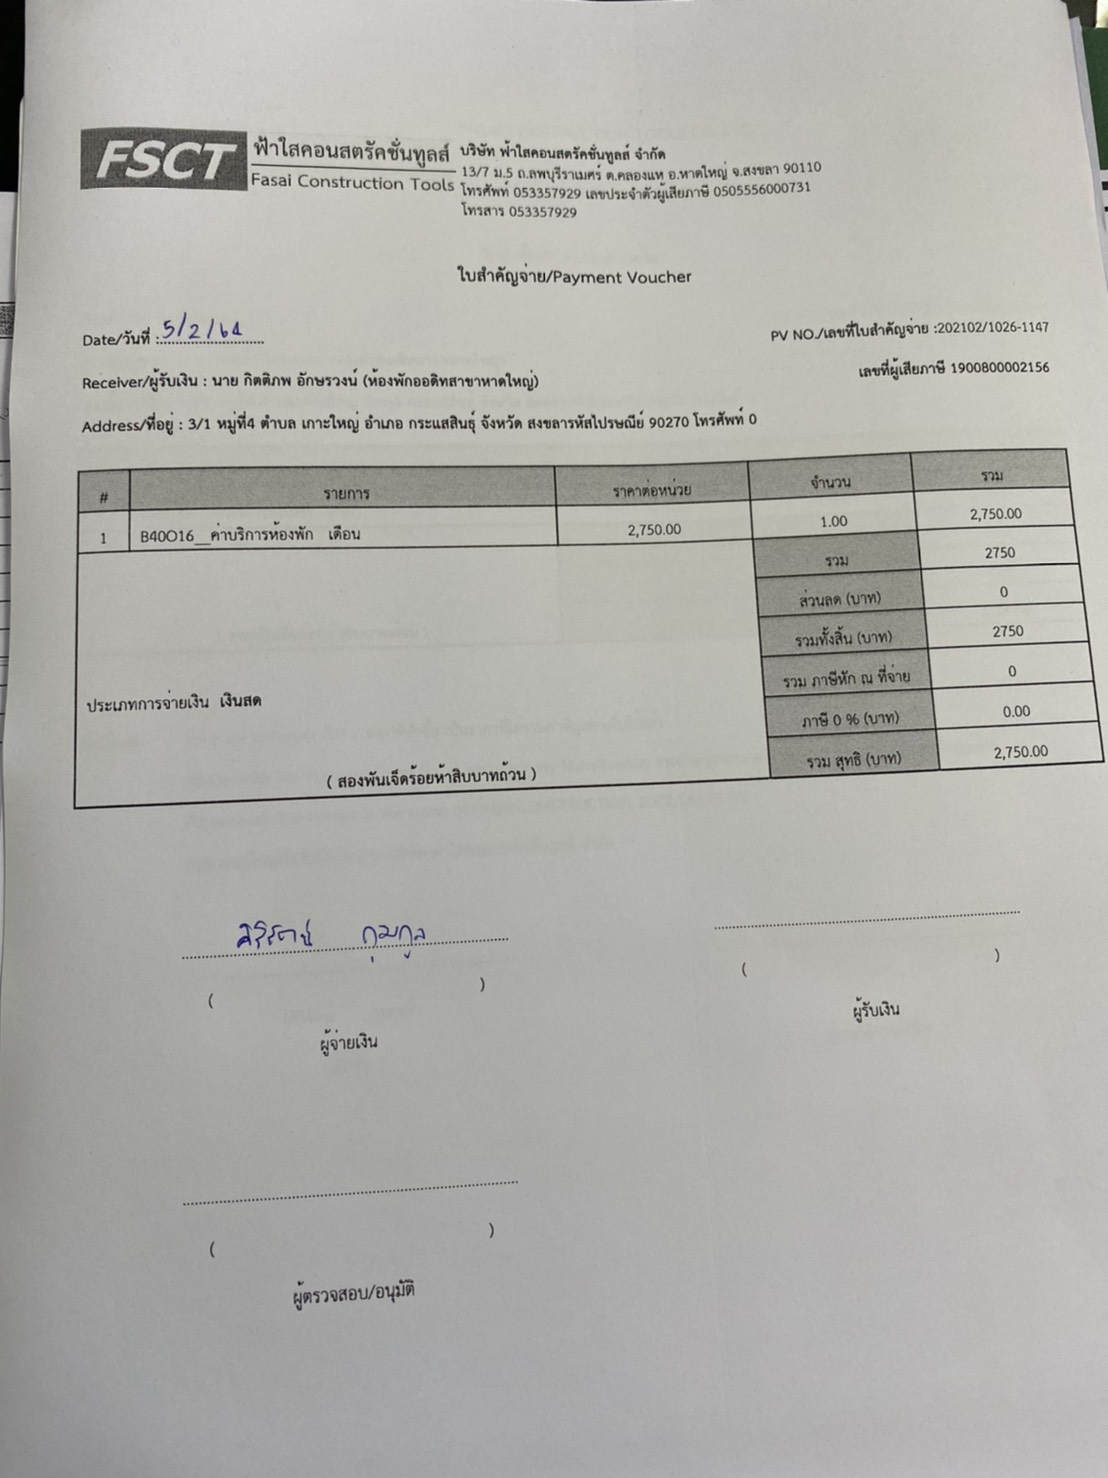 FSCT ฟ้าใสคอนสตรัคชั่นทูลส์
Fasai Construction Tools
บริษัท ฟ้าใสคอนสตรัคชั่นทูลส์ จำกัด
13/7 ม.5 ถ.ลพบุรีราเมศร์ ต.คลองแห อ.หาดใหญ่ จ.สงขลา 90110
โทรศัพท์ 053357929 เลขประจำตัวผู้เสียภาษี 0505556000731
โทรสาร 053357929
ใบสำคัญจ่าย/Payment Voucher
Date/วันที่ : 5/2/64
PV NO./เลขที่ใบสำคัญจ่าย :202102/1026-1147
Receiver/ผู้รับเงิน : นาย กิตติภพ อักษรวงน์ (ห้องพักออดิทสาขาหาดใหญ่)
เลขที่ผู้เสียภาษี 1900800002156
Address/ที่อยู่ : 3/1 หมู่ที่4 ตำบล เกาะใหญ่ อำเภอ กระแสสินธุ์ จังหวัด สงขลารหัสไปรษณีย์ 90270 โทรศัพท์ 0
# รายการ ราคาต่อหน่วย จำนวน รวม
1 B40O16__ค่าบริการห้องพัก เดือน 2,750.00 1.00 2,750.00
รวม 2750
ส่วนลด (บาท) 0
รวมทั้งสิ้น (บาท) 2750
รวม ภาษีหัก ณ ที่จ่าย 0
ประเภทการจ่ายเงิน เงินสด
ภาษี 0 % (บาท) 0.00
รวม สุทธิ (บาท) 2,750.00
( สองพันเจ็ดร้อยห้าสิบบาทถ้วน )
ศิริรัตน์ กุมกูล
( )
( )
ผู้จ่ายเงิน
ผู้รับเงิน
( )
ผู้ตรวจสอบ/อนุมัติ